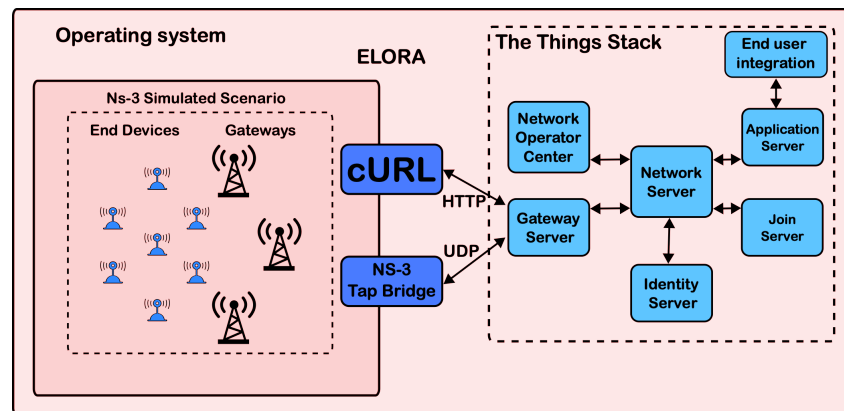 Operating system
ELORA
The Things Stack
Ns-3 Simulated Scenario
End Devices
Gateways
cURL
NS-3
Tap Bridge
HTTP
UDP
End user
integration
Network
Operator
Center
Application
Server
Network
Server
Gateway
Server
Join
Server
Identity
Server